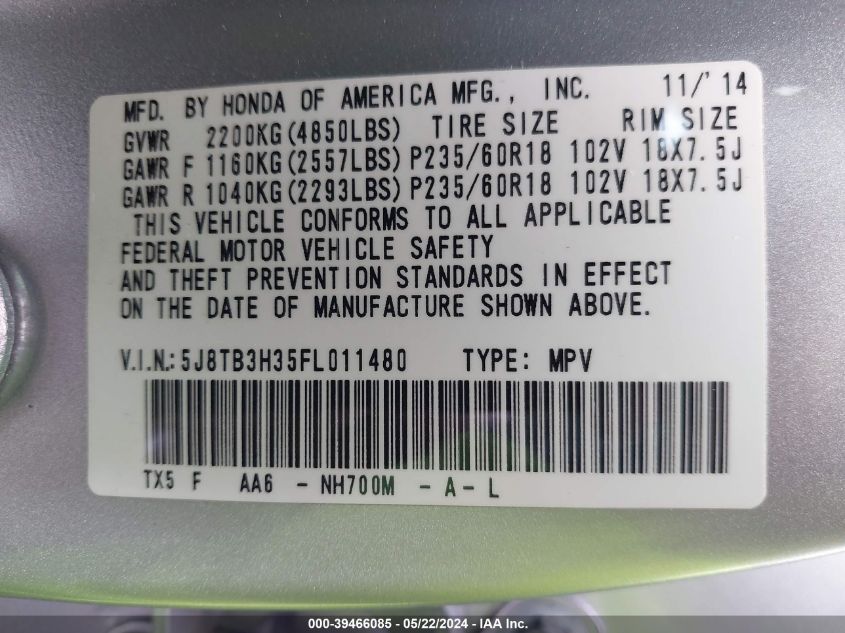 MFD. BY HONDA OF AMERICA MFG., INC. 11/'14
GVWR 2200KG(4850LBS) TIRE SIZE RIM SIZE
GAWR F 1160KG(2557LBS) P235/60R18 102V 18X7.5J
GAWR R 1040KG(2293LBS) P235/60R18 102V 18X7.5J
THIS VEHICLE CONFORMS TO ALL APPLICABLE
FEDERAL MOTOR VEHICLE SAFETY
AND THEFT PREVENTION STANDARDS IN EFFECT
ON THE DATE OF MANUFACTURE SHOWN ABOVE.
V.I.N.: 5J8TB3H35FL011480 TYPE: MPV
TX5 F AA6 - NH700M - A - L
000-39466085 - 05/22/2024 - IAA Inc.